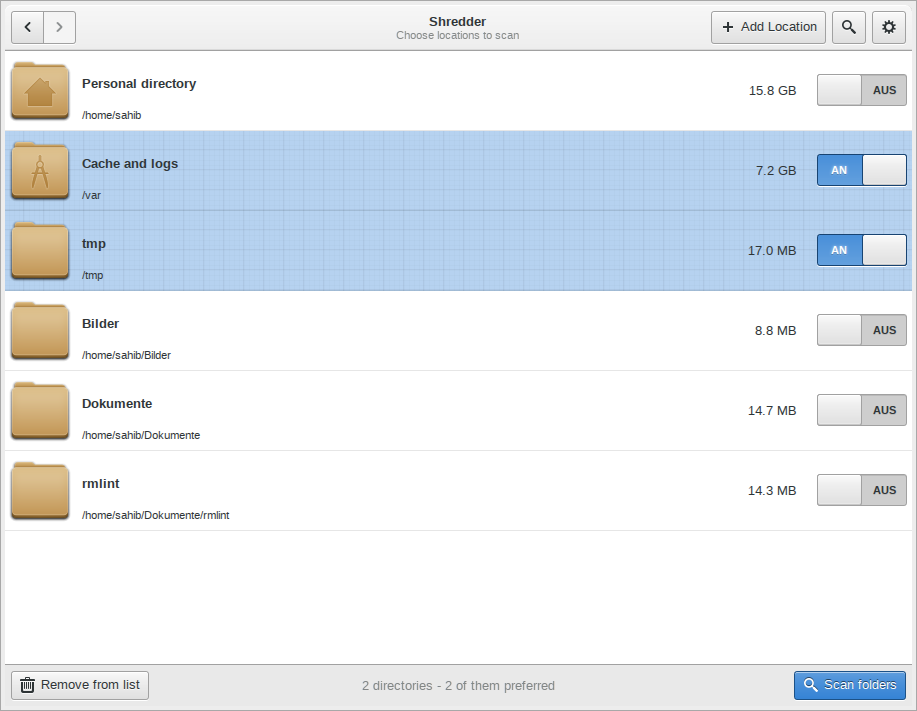 Shredder
Choose locations to scan
Add Location
Personal directory
/home/sahib
15.8 GB
AUS
Cache and logs
/var
7.2 GB
AN
tmp
/tmp
17.0 MB
AN
Bilder
/home/sahib/Bilder
8.8 MB
AUS
Dokumente
/home/sahib/Dokumente
14.7 MB
AUS
rmlint
/home/sahib/Dokumente/rmlint
14.3 MB
AUS
Remove from list
2 directories - 2 of them preferred
Scan folders